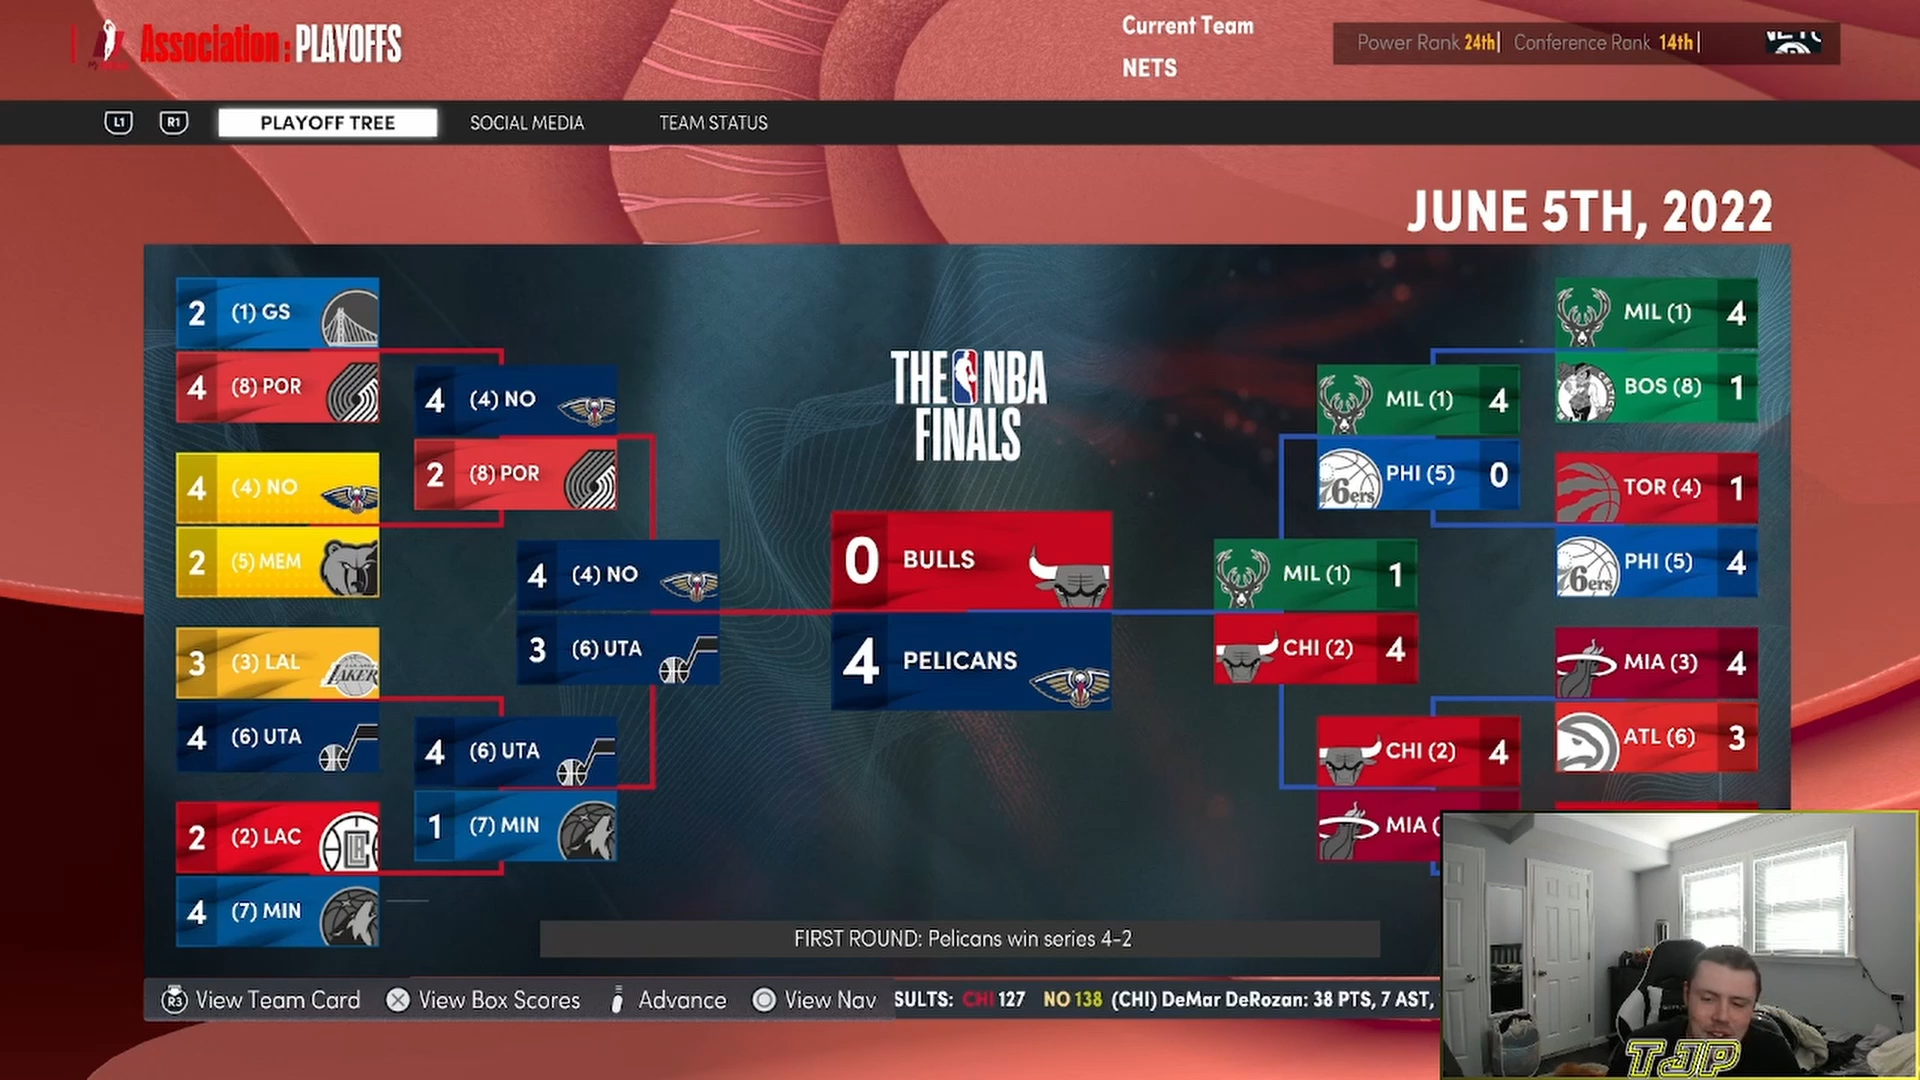 Association : PLAYOFFS
Current Team
NETS
Power Rank 24th| Conference Rank 14th|
L1 R1 PLAYOFF TREE SOCIAL MEDIA TEAM STATUS
JUNE 5TH, 2022
2 (1) GS
4 (8) POR
4 (4) NO
2 (5) MEM
3 (3) LAL
LAKER
4 (6) UTA
2 (2) LAC
4 (7) MIN
4 (4) NO
2 (8) POR
4 (6) UTA
1 (7) MIN
4 (4) NO
3 (6) UTA
THE NBA
FINALS
0 BULLS
4 PELICANS
MIL (1) 1
CHI (2) 4
MIL (1) 4
76ers PHI (5) 0
CHI (2) 4
MIA (
MIL (1) 4
BOS (8) 1
TOR (4) 1
76ers PHI (5) 4
MIA (3) 4
ATL (6) 3
FIRST ROUND: Pelicans win series 4-2
R3 View Team Card View Box Scores Advance View Nav SULTS: CHI 127 NO 138 (CHI) DeMar DeRozan: 38 PTS, 7 AST,
TJP